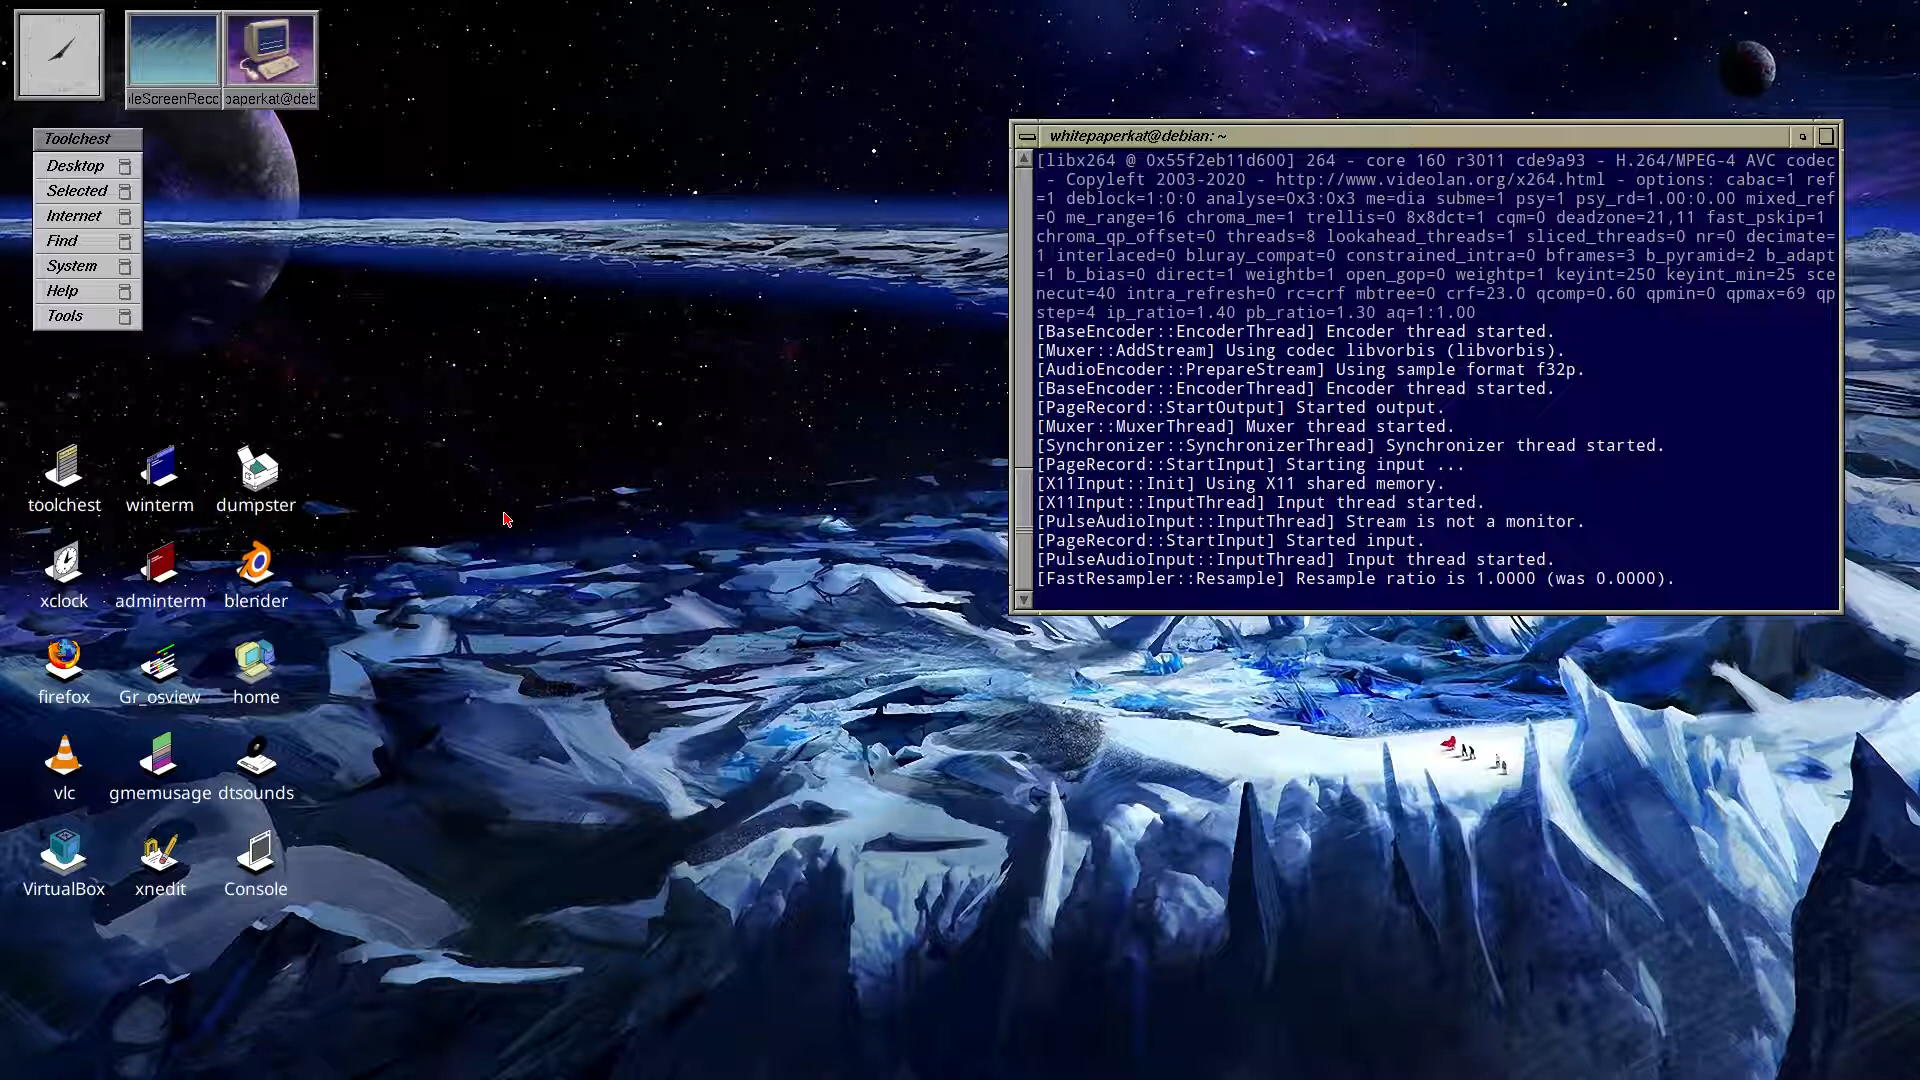 leScreenRecc
paperkat@deb
Toolchest
Desktop
Selected
Internet
Find
System
Help
Tools
whitepaperkat@debian: ~
[libx264 @ 0x55f2eb11d600] 264 - core 160 r3011 cde9a93 - H.264/MPEG-4 AVC codec
- Copyleft 2003-2020 - http://www.videolan.org/x264.html - options: cabac=1 ref
=1 deblock=1:0:0 analyse=0x3:0x3 me=dia subme=1 psy=1 psy_rd=1.00:0.00 mixed_ref
=0 me_range=16 chroma_me=1 trellis=0 8x8dct=1 cqm=0 deadzone=21,11 fast_pskip=1
chroma_qp_offset=0 threads=8 lookahead_threads=1 sliced_threads=0 nr=0 decimate=
1 interlaced=0 bluray_compat=0 constrained_intra=0 bframes=3 b_pyramid=2 b_adapt
=1 b_bias=0 direct=1 weightb=1 open_gop=0 weightp=1 keyint=250 keyint_min=25 sce
necut=40 intra_refresh=0 rc=crf mbtree=0 crf=23.0 qcomp=0.60 qpmin=0 qpmax=69 qp
step=4 ip_ratio=1.40 pb_ratio=1.30 aq=1:1.00
[BaseEncoder::EncoderThread] Encoder thread started.
[Muxer::AddStream] Using codec libvorbis (libvorbis).
[AudioEncoder::PrepareStream] Using sample format f32p.
[BaseEncoder::EncoderThread] Encoder thread started.
[PageRecord::StartOutput] Started output.
[Muxer::MuxerThread] Muxer thread started.
[Synchronizer::SynchronizerThread] Synchronizer thread started.
[PageRecord::StartInput] Starting input ...
[X11Input::Init] Using X11 shared memory.
[X11Input::InputThread] Input thread started.
[PulseAudioInput::InputThread] Stream is not a monitor.
[PageRecord::StartInput] Started input.
[PulseAudioInput::InputThread] Input thread started.
[FastResampler::Resample] Resample ratio is 1.0000 (was 0.0000).
toolchest winterm dumpster
xclock adminterm blender
firefox Gr_osview home
vlc gmemusage dtsounds
VirtualBox xnedit Console